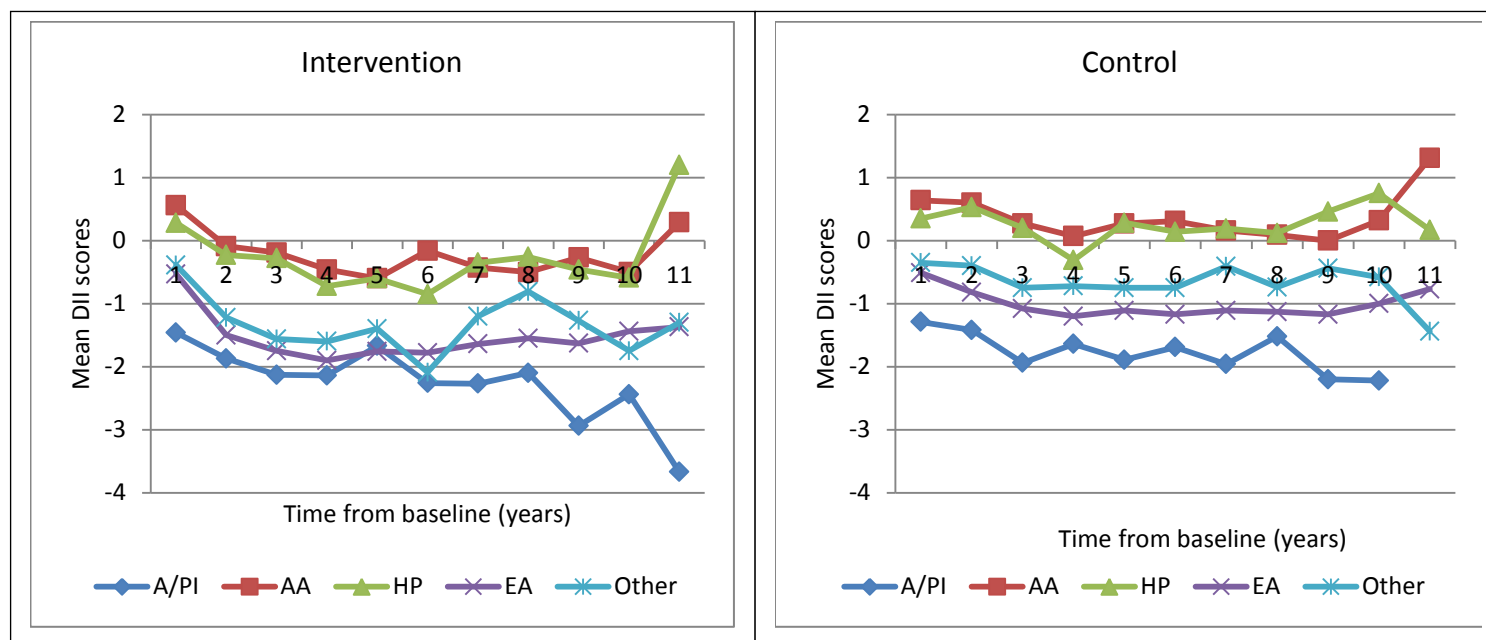 Intervention
2
1
0
-1
-2
-3
-4
1 2 3 4 5 6 7 8 9 10 11
Mean DII scores
Time from baseline (years)
A/PI AA HP EA Other
Control
2
1
0
-1
-2
-3
-4
1 2 3 4 5 6 7 8 9 10 11
Mean DII scores
Time from baseline (years)
A/PI AA HP EA Other